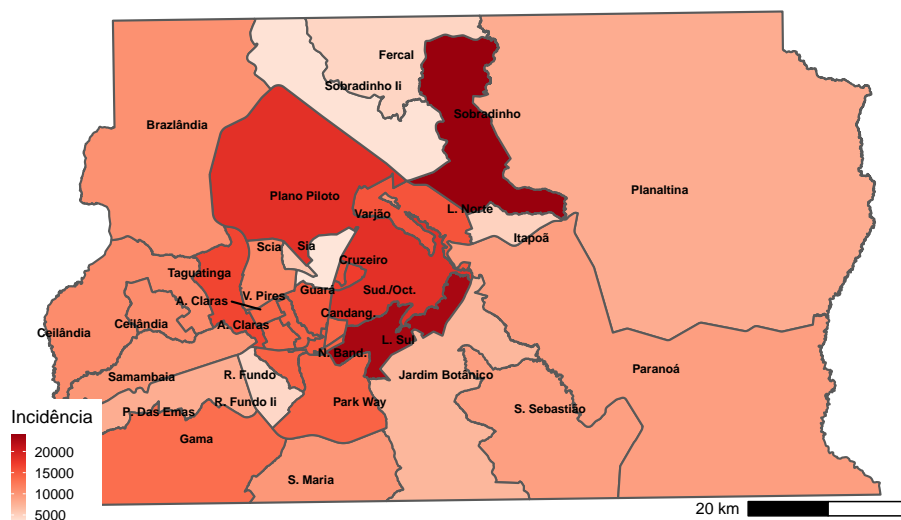 Fercal
Sobradinho Ii
Sobradinho
Brazlândia
Planaltina
Plano Piloto
L. Norte
Varjão
Itapoã
Scia
Sia
Cruzeiro
Taguatinga
V. Pires
Guará
Sud./Oct.
A. Claras
Candang.
Ceilândia
A. Claras
Ceilândia
L. Sul
N. Band.
Samambaia
R. Fundo
Jardim Botânico
Paranoá
R. Fundo Ii
Park Way
P. Das Emas
S. Sebastião
Incidência
Gama
20000
10000
S. Maria
5000
20 km